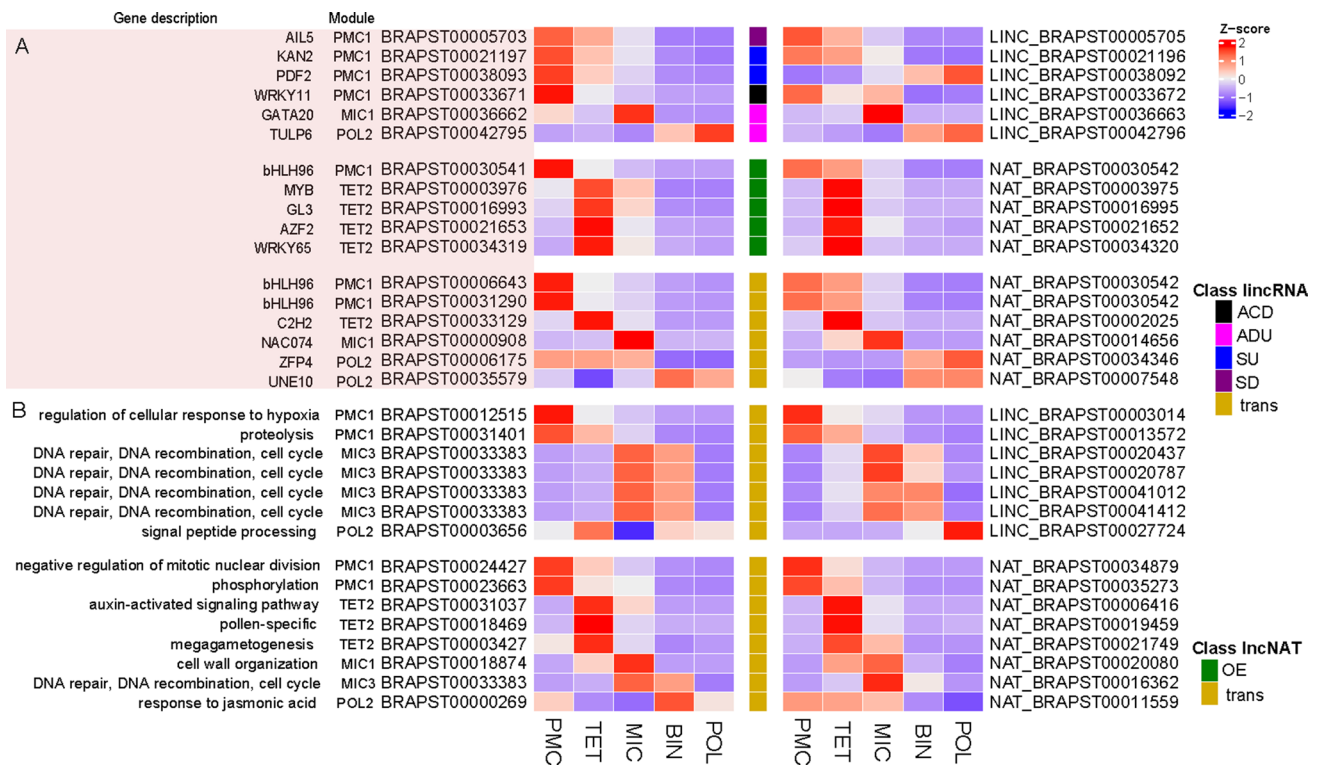 Gene description Module
A
AIL5 PMC1 BRAPST00005703 LINC_BRAPST00005705
KAN2 PMC1 BRAPST00021197 LINC_BRAPST00021196
PDF2 PMC1 BRAPST00038093 LINC_BRAPST00038092
WRKY11 PMC1 BRAPST00033671 LINC_BRAPST00033672
GATA20 MIC1 BRAPST00036662 LINC_BRAPST00036663
TULP6 POL2 BRAPST00042795 LINC_BRAPST00042796
bHLH96 PMC1 BRAPST00030541 NAT_BRAPST00030542
MYB TET2 BRAPST00003976 NAT_BRAPST00003975
GL3 TET2 BRAPST00016993 NAT_BRAPST00016995
AZF2 TET2 BRAPST00021653 NAT_BRAPST00021652
WRKY65 TET2 BRAPST00034319 NAT_BRAPST00034320
bHLH96 PMC1 BRAPST00006643 NAT_BRAPST00030542
bHLH96 PMC1 BRAPST00031290 NAT_BRAPST00030542
C2H2 TET2 BRAPST00033129 NAT_BRAPST00002025
NAC074 MIC1 BRAPST00000908 NAT_BRAPST00014656
ZFP4 POL2 BRAPST00006175 NAT_BRAPST00034346
UNE10 POL2 BRAPST00035579 NAT_BRAPST00007548
B
regulation of cellular response to hypoxia PMC1 BRAPST00012515 LINC_BRAPST00003014
proteolysis PMC1 BRAPST00031401 LINC_BRAPST00013572
DNA repair, DNA recombination, cell cycle MIC3 BRAPST00033383 LINC_BRAPST00020437
DNA repair, DNA recombination, cell cycle MIC3 BRAPST00033383 LINC_BRAPST00020787
DNA repair, DNA recombination, cell cycle MIC3 BRAPST00033383 LINC_BRAPST00041012
DNA repair, DNA recombination, cell cycle MIC3 BRAPST00033383 LINC_BRAPST00041412
signal peptide processing POL2 BRAPST00003656 LINC_BRAPST00027724
negative regulation of mitotic nuclear division PMC1 BRAPST00024427 NAT_BRAPST00034879
phosphorylation PMC1 BRAPST00023663 NAT_BRAPST00035273
auxin-activated signaling pathway TET2 BRAPST00031037 NAT_BRAPST00006416
pollen-specific TET2 BRAPST00018469 NAT_BRAPST00019459
megagametogenesis TET2 BRAPST00003427 NAT_BRAPST00021749
cell wall organization MIC1 BRAPST00018874 NAT_BRAPST00020080
DNA repair, DNA recombination, cell cycle MIC3 BRAPST00033383 NAT_BRAPST00016362
response to jasmonic acid POL2 BRAPST00000269 NAT_BRAPST00011559
PMC TET MIC BIN POL PMC TET MIC BIN POL
Z-score
2
1
0
−1
−2
Class lincRNA
ACD
ADU
SU
SD
trans
Class lncNAT
OE
trans